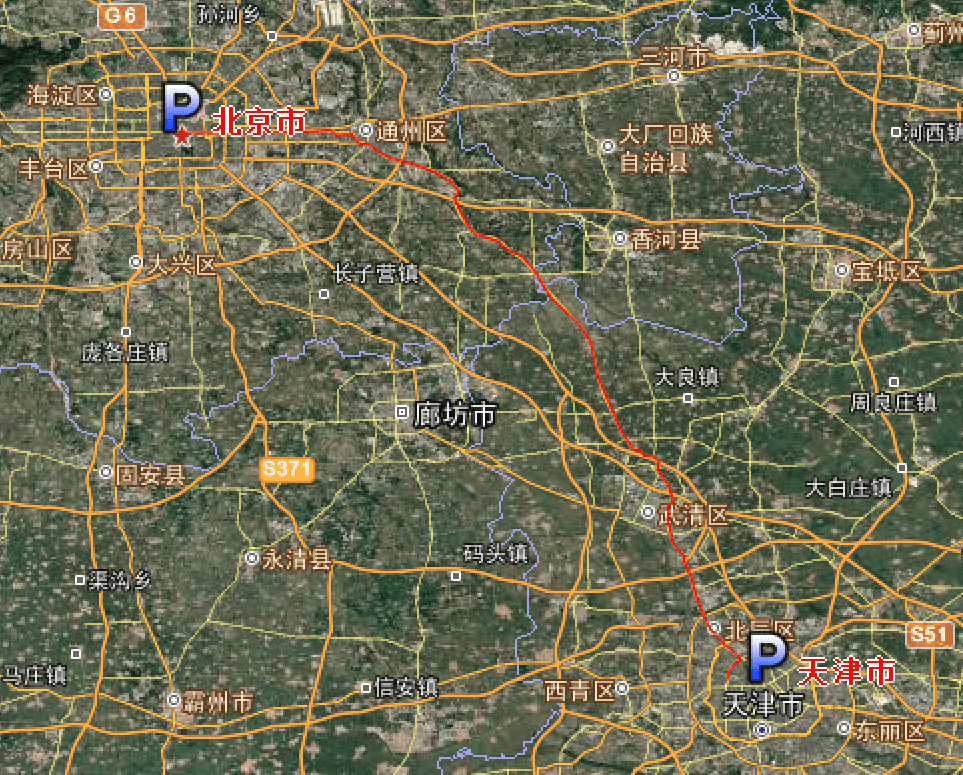 G6
孙河乡
蓟州
三河市
海淀区
P
北京市
通州区
大厂回族
自治县
河西镇
丰台区
房山区
大兴区
香河县
长子营镇
宝坻区
庞各庄镇
大良镇
周良庄镇
廊坊市
S371
固安县
大白庄镇
武清区
码头镇
永清县
渠沟乡
北辰区
S51
P
天津市
马庄镇
信安镇
西青区
霸州市
天津市
东丽区